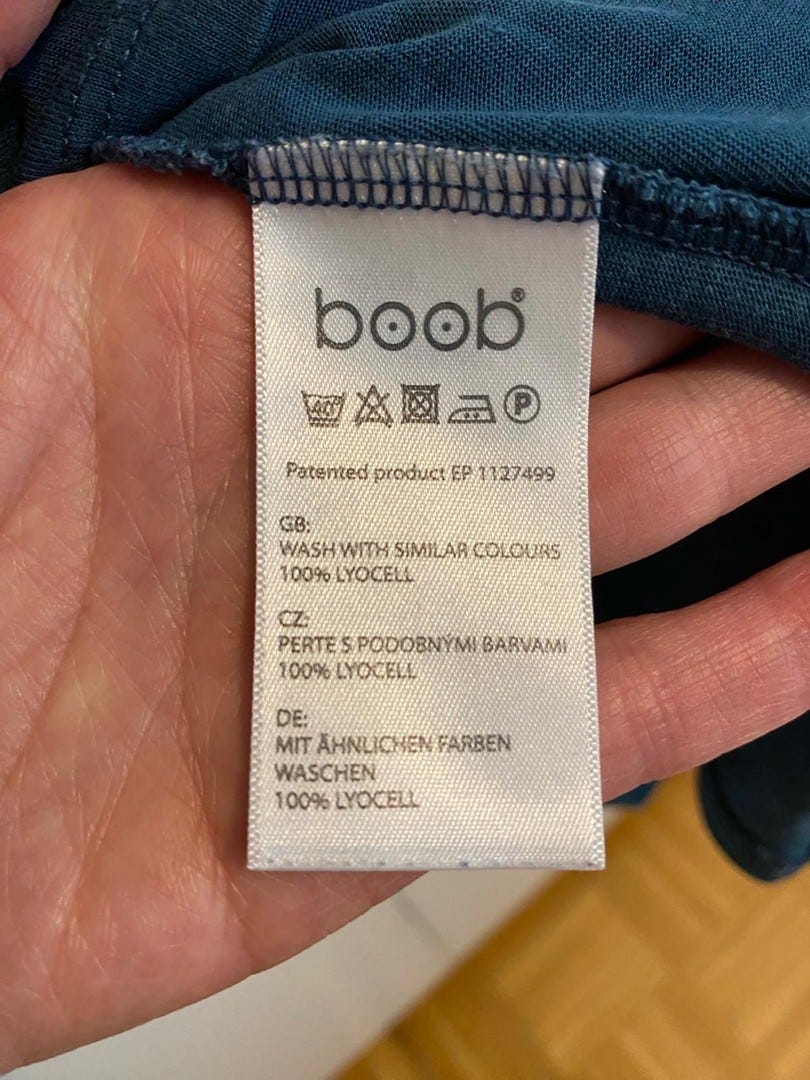 boob®
40°
P
Patented product EP 1127499
GB:
WASH WITH SIMILAR COLOURS
100% LYOCELL
CZ:
PERTE S PODOBNÝMI BARVAMI
100% LYOCELL
DE:
MIT ÄHNLICHEN FARBEN
WASCHEN
100% LYOCELL